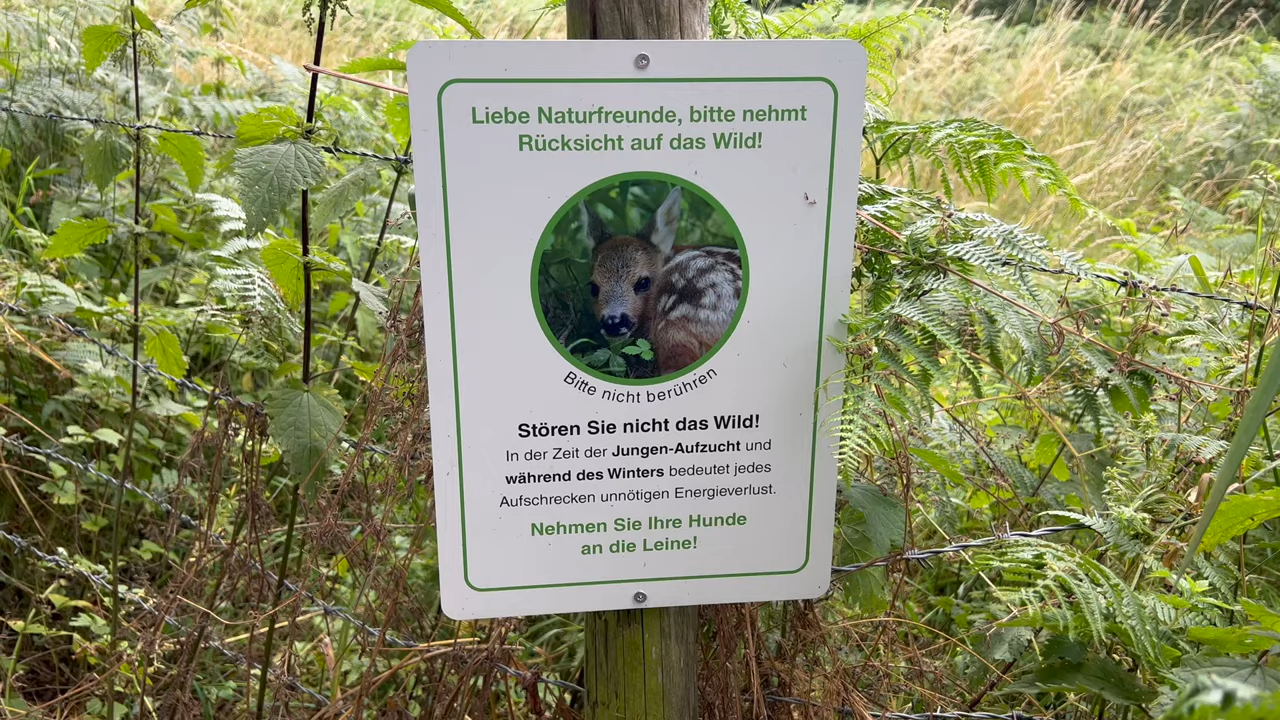 Liebe Naturfreunde, bitte nehmt
Rücksicht auf das Wild!
Bitte nicht berühren
Stören Sie nicht das Wild!
In der Zeit der Jungen-Aufzucht und
während des Winters bedeutet jedes
Aufschrecken unnötigen Energieverlust.
Nehmen Sie Ihre Hunde
an die Leine!